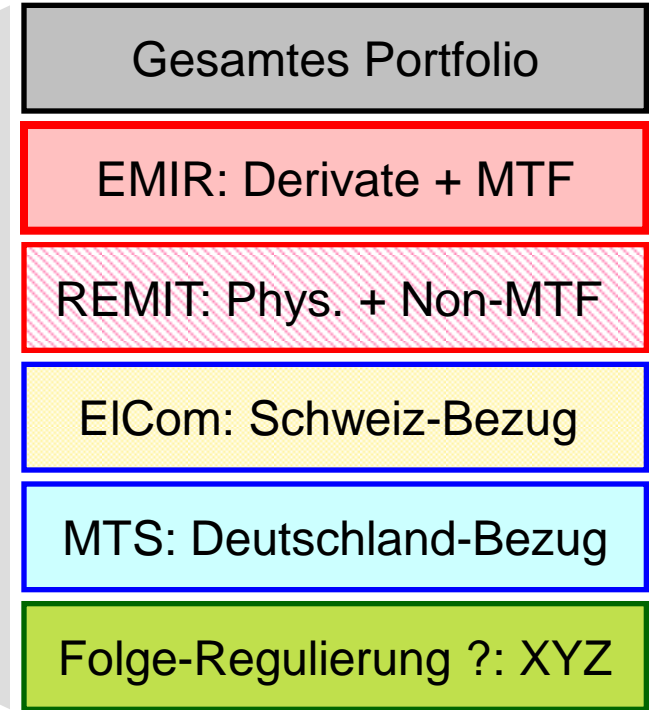 Gesamtes Portfolio
EMIR: Derivate + MTF
REMIT: Phys. + Non-MTF
ElCom: Schweiz-Bezug
MTS: Deutschland-Bezug
Folge-Regulierung ?: XYZ